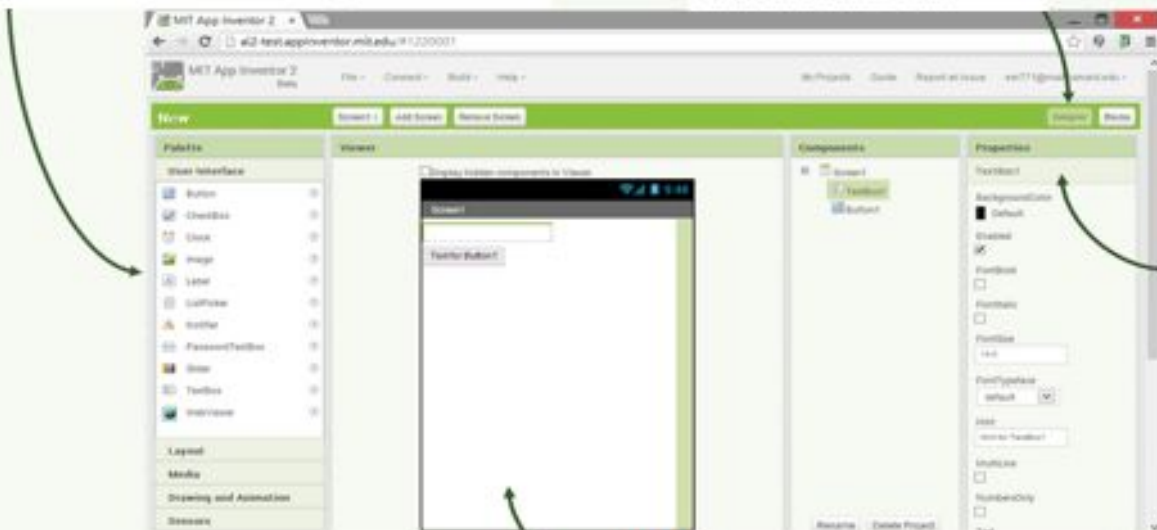 MIT App Inventor 2
ai2-test.appinventor.mit.edu/#1220007
MIT App Inventor 2
Beta
File Connect Build Help
My Projects Guide Report an Issue
New
Screen1 Add Screen Remove Screen
Designer Blocks
Palette
User Interface
Button
CheckBox
Clock
Image
Label
ListPicker
Notifier
PasswordTextBox
Slider
TextBox
WebViewer
Layout
Media
Drawing and Animation
Sensors
Viewer
Display hidden components in Viewer
5:48
Screen1
Text for Button1
Components
Screen1
TextBox1
Button1
Rename Delete Project
Properties
TextBox1
BackgroundColor
Default
Enabled
FontBold
FontItalic
FontSize
14.0
FontTypeface
default
Hint
Hint for TextBox1
MultiLine
NumbersOnly